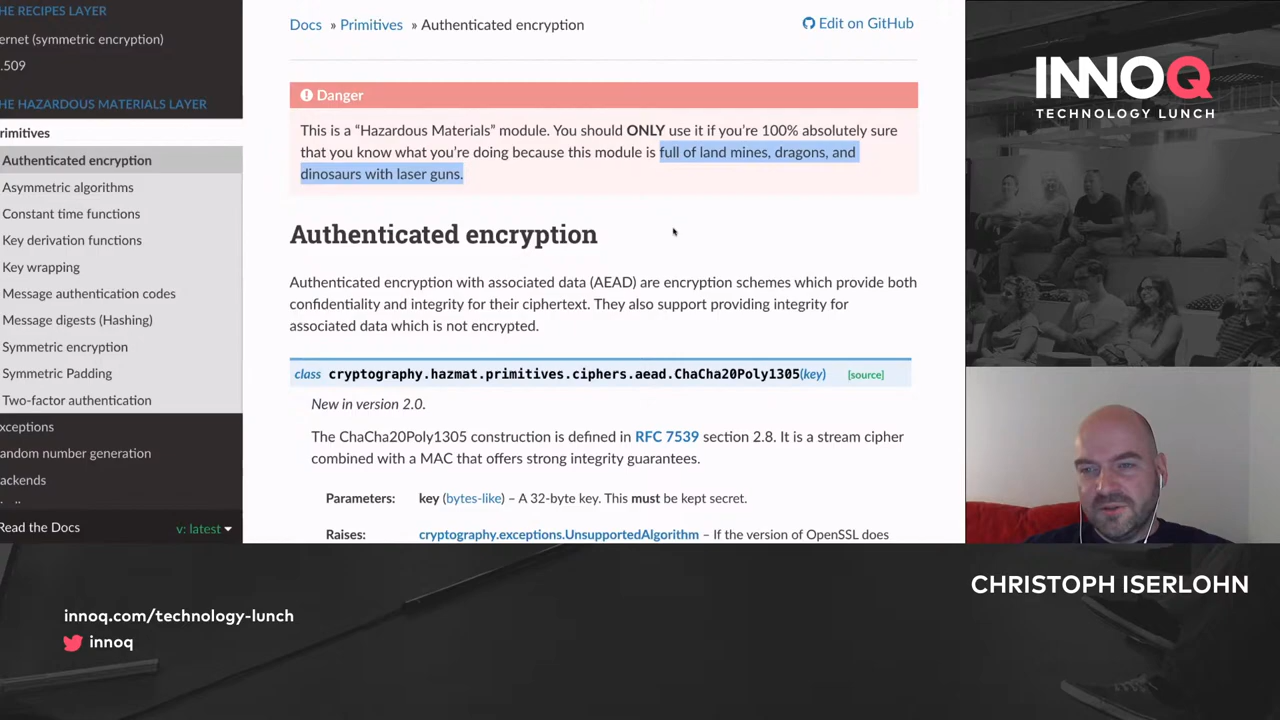 HE RECIPES LAYER
ernet (symmetric encryption)
.509
HE HAZARDOUS MATERIALS LAYER
rimitives
Authenticated encryption
Asymmetric algorithms
Constant time functions
Key derivation functions
Key wrapping
Message authentication codes
Message digests (Hashing)
Symmetric encryption
Symmetric Padding
Two-factor authentication
xceptions
andom number generation
ackends
Read the Docs
v: latest
Docs » Primitives » Authenticated encryption
Edit on GitHub
Danger
This is a “Hazardous Materials” module. You should ONLY use it if you’re 100% absolutely sure
that you know what you’re doing because this module is full of land mines, dragons, and
dinosaurs with laser guns.
Authenticated encryption
Authenticated encryption with associated data (AEAD) are encryption schemes which provide both
confidentiality and integrity for their ciphertext. They also support providing integrity for
associated data which is not encrypted.
class cryptography.hazmat.primitives.ciphers.aead.ChaCha20Poly1305(key) [source]
New in version 2.0.
The ChaCha20Poly1305 construction is defined in RFC 7539 section 2.8. It is a stream cipher
combined with a MAC that offers strong integrity guarantees.
Parameters: key (bytes-like) – A 32-byte key. This must be kept secret.
Raises: cryptography.exceptions.UnsupportedAlgorithm – If the version of OpenSSL does
INNOQ
TECHNOLOGY LUNCH
CHRISTOPH ISERLOHN
innoq.com/technology-lunch
innoq